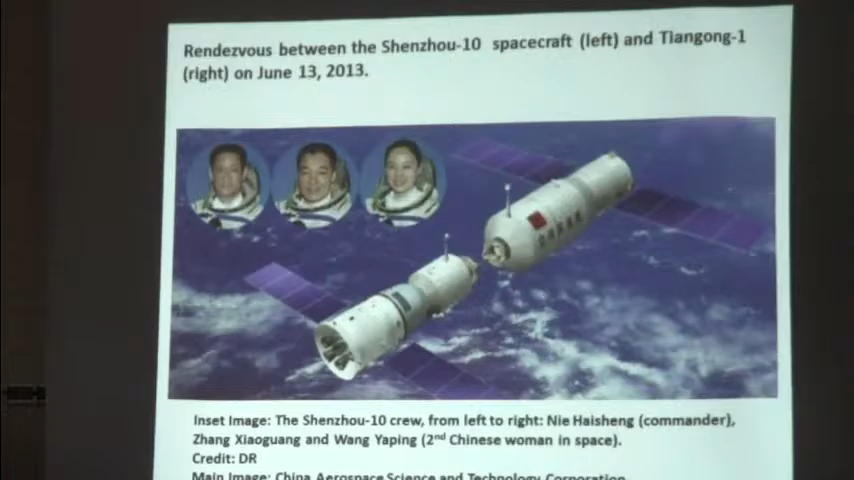 Rendezvous between the Shenzhou-10 spacecraft (left) and Tiangong-1
(right) on June 13, 2013.
Inset Image: The Shenzhou-10 crew, from left to right: Nie Haisheng (commander),
Zhang Xiaoguang and Wang Yaping (2nd Chinese woman in space).
Credit: DR
Main Image: China Aerospace Science and Technology Corporation